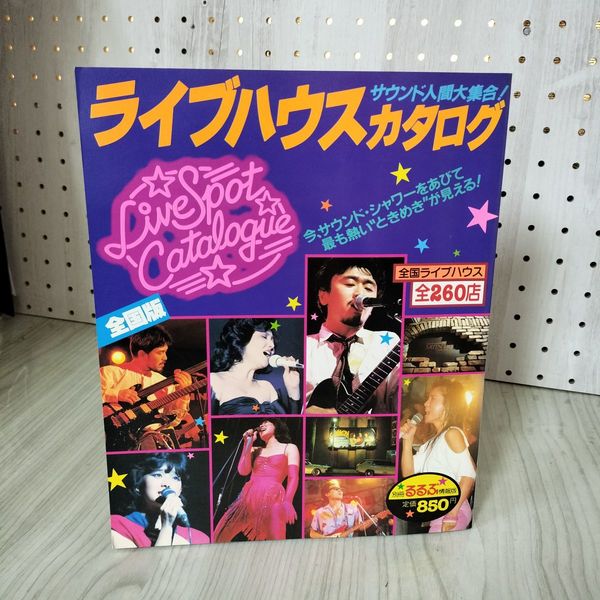 サウンド人間大集合!
ライブハウスカタログ
Live Spot
Catalogue
今、サウンド・シャワーをあびて
最も熱い"ときめき"が見える!
全国ライブハウス
全260店
全国版
別冊るるぶ情報版
定価850円